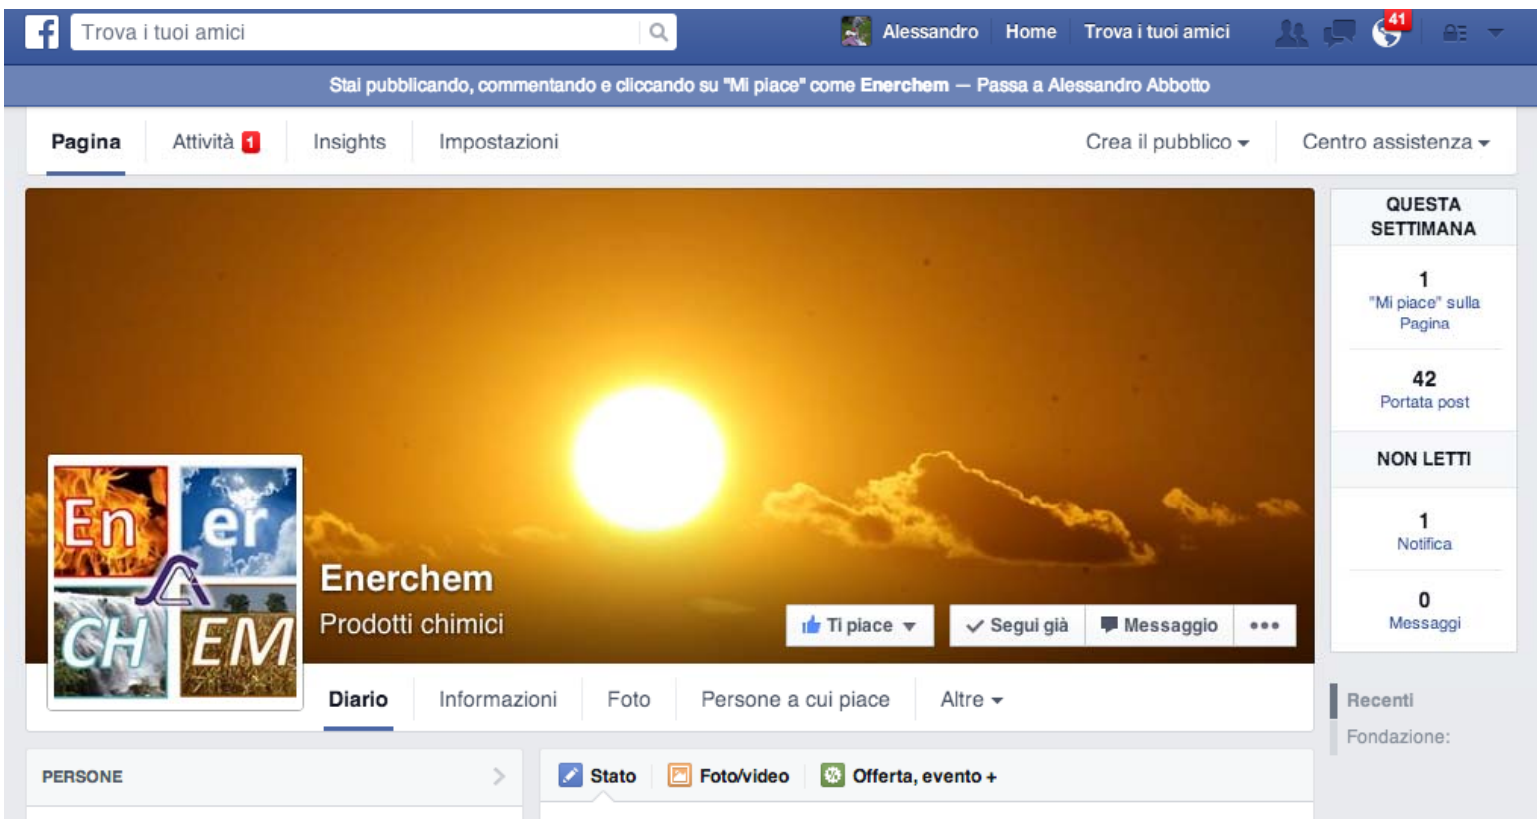 Trova i tuoi amici
Alessandro Home Trova i tuoi amici 41
Stai pubblicando, commentando e cliccando su "Mi piace" come Enerchem — Passa a Alessandro Abbotto
Pagina Attività 1 Insights Impostazioni Crea il pubblico Centro assistenza
QUESTA
SETTIMANA
1
"Mi piace" sulla
Pagina
42
Portata post
NON LETTI
1
Notifica
0
Messaggi
En er
CH EM
Enerchem
Prodotti chimici
Ti piace Segui già Messaggio
Diario Informazioni Foto Persone a cui piace Altre
Recenti
Fondazione:
PERSONE
Stato Foto/video Offerta, evento +